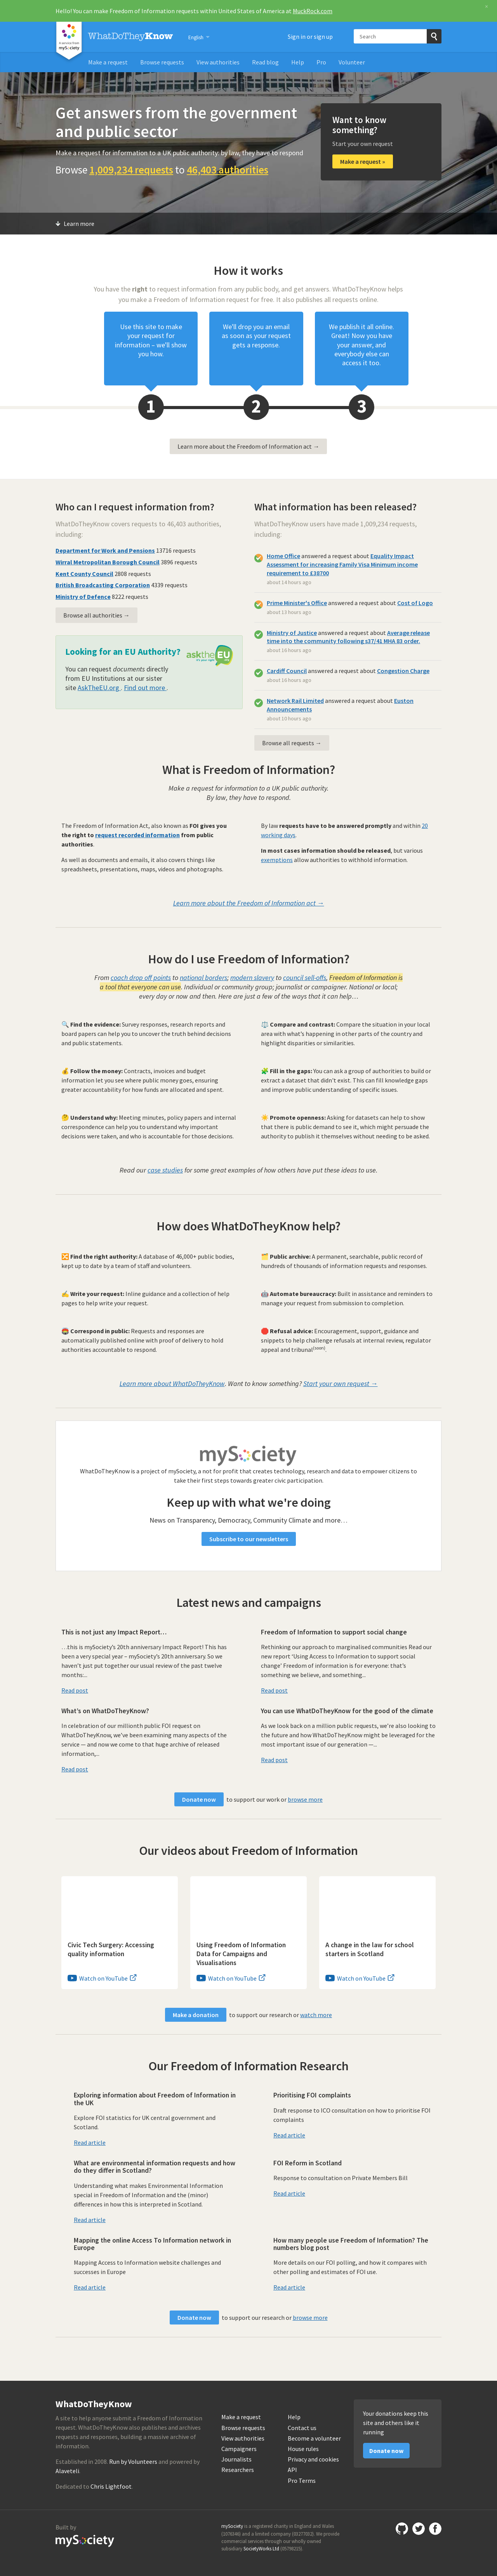 Hello! You can make Freedom of Information requests within United States of America at MuckRock.com
×
mySociety
WhatDoTheyKnow
English
Sign in or sign up
Search
Make a request
Browse requests
View authorities
Read blog
Help
Pro
Volunteer
Get answers from the government
and public sector
Make a request for information to a UK public authority: by law, they have to respond
Browse 1,009,234 requests to 46,403 authorities
Want to know
something?
Start your own request
Make a request »
Learn more
How it works
You have the right to request information from any public body, and get answers. WhatDoTheyKnow helps
you make a Freedom of Information request for free. It also publishes all requests online.
Use this site to make
your request for
information – we'll show
you how.
We'll drop you an email
as soon as your request
gets a response.
We publish it all online.
Great! Now you have
your answer, and
everybody else can
access it too.
1
2
3
Learn more about the Freedom of Information act →
Who can I request information from?
WhatDoTheyKnow covers requests to 46,403 authorities,
including:
Department for Work and Pensions 13716 requests
Wirral Metropolitan Borough Council 3896 requests
Kent County Council 2808 requests
British Broadcasting Corporation 4339 requests
Ministry of Defence 8222 requests
Browse all authorities →
Looking for an EU Authority?
asktheEU
You can request documents directly
from EU Institutions at our sister
site AskTheEU.org . Find out more .
What information has been released?
WhatDoTheyKnow users have made 1,009,234 requests,
including:
Home Office answered a request about Equality Impact
Assessment for increasing Family Visa Minimum income
requirement to £38700
about 14 hours ago
Prime Minister's Office answered a request about Cost of Logo
about 13 hours ago
Ministry of Justice answered a request about Average release
time into the community following s37/41 MHA 83 order.
about 16 hours ago
Cardiff Council answered a request about Congestion Charge
about 16 hours ago
Network Rail Limited answered a request about Euston
Announcements
about 10 hours ago
Browse all requests →
What is Freedom of Information?
Make a request for information to a UK public authority.
By law, they have to respond.
The Freedom of Information Act, also known as FOI gives you
the right to request recorded information from public
authorities.
As well as documents and emails, it also covers things like
spreadsheets, presentations, maps, videos and photographs.
By law requests have to be answered promptly and within 20
working days.
In most cases information should be released, but various
exemptions allow authorities to withhold information.
Learn more about the Freedom of Information act →
How do I use Freedom of Information?
From coach drop off points to national borders; modern slavery to council sell-offs, Freedom of Information is
a tool that everyone can use. Individual or community group; journalist or campaigner. National or local;
every day or now and then. Here are just a few of the ways that it can help…
🔍 Find the evidence: Survey responses, research reports and
board papers can help you to uncover the truth behind decisions
and public statements.
⚖️ Compare and contrast: Compare the situation in your local
area with what's happening in other parts of the country and
highlight disparities or similarities.
💰 Follow the money: Contracts, invoices and budget
information let you see where public money goes, ensuring
greater accountability for how funds are allocated and spent.
🧩 Fill in the gaps: You can ask a group of authorities to build or
extract a dataset that didn't exist. This can fill knowledge gaps
and improve public understanding of specific issues.
🤔 Understand why: Meeting minutes, policy papers and internal
correspondence can help you to understand why important
decisions were taken, and who is accountable for those decisions.
☀️ Promote openness: Asking for datasets can help to show
that there is public demand to see it, which might persuade the
authority to publish it themselves without needing to be asked.
Read our case studies for some great examples of how others have put these ideas to use.
How does WhatDoTheyKnow help?
🔀 Find the right authority: A database of 46,000+ public bodies,
kept up to date by a team of staff and volunteers.
🗂️ Public archive: A permanent, searchable, public record of
hundreds of thousands of information requests and responses.
✍️ Write your request: Inline guidance and a collection of help
pages to help your write your request.
🤖 Automate bureaucracy: Built in assistance and reminders to
manage your request from submission to completion.
📮 Correspond in public: Requests and responses are
automatically published online with proof of delivery to hold
authorities accountable to respond.
🛑 Refusal advice: Encouragement, support, guidance and
snippets to help challenge refusals at internal review, regulator
appeal and tribunal(soon!).
Learn more about WhatDoTheyKnow. Want to know something? Start your own request →
mySociety
WhatDoTheyKnow is a project of mySociety, a not for profit that creates technology, research and data to empower citizens to
take their first steps towards greater civic participation.
Keep up with what we're doing
News on Transparency, Democracy, Community Climate and more…
Subscribe to our newsletters
Latest news and campaigns
This is not just any Impact Report…
…this is mySociety's 20th anniversary Impact Report! This has
been a very special year – mySociety's 20th anniversary. So we
haven't just put together our usual review of the past twelve
months:...
Read post
Freedom of Information to support social change
Rethinking our approach to marginalised communities Read our
new report 'Using Access to Information to support social
change' Freedom of information is for everyone: that's
something we believe, and something...
Read post
What's on WhatDoTheyKnow?
In celebration of our millionth public FOI request on
WhatDoTheyKnow, we've been examining many aspects of the
service — and now we come to that huge archive of released
information,...
Read post
You can use WhatDoTheyKnow for the good of the climate
As we look back on a million public requests, we're also looking to
the future and how WhatDoTheyKnow might be leveraged for the
most important issue of our generation —...
Read post
Donate now to support our work or browse more
Our videos about Freedom of Information
Civic Tech Surgery: Accessing
quality information
Watch on YouTube
Using Freedom of Information
Data for Campaigns and
Visualisations
Watch on YouTube
A change in the law for school
starters in Scotland
Watch on YouTube
Make a donation to support our research or watch more
Our Freedom of Information Research
Exploring information about Freedom of Information in
the UK
Explore FOI statistics for UK central government and
Scotland.
Read article
Prioritising FOI complaints
Draft response to ICO consultation on how to prioritise FOI
complaints
Read article
What are environmental information requests and how
do they differ in Scotland?
Understanding what makes Environmental Information
special in Freedom of Information and the (minor)
differences in how this is interpreted in Scotland.
Read article
FOI Reform in Scotland
Response to consultation on Private Members Bill
Read article
Mapping the online Access To Information network in
Europe
Mapping Access to Information website challenges and
successes in Europe
Read article
How many people use Freedom of Information? The
numbers blog post
More details on our FOI polling, and how it compares with
other polling and estimates of FOI use.
Read article
Donate now to support our research or browse more
WhatDoTheyKnow
A site to help anyone submit a Freedom of Information
request. WhatDoTheyKnow also publishes and archives
requests and responses, building a massive archive of
information.
Established in 2008. Run by Volunteers and powered by
Alaveteli.
Dedicated to Chris Lightfoot.
Make a request
Browse requests
View authorities
Campaigners
Journalists
Researchers
Help
Contact us
Become a volunteer
House rules
Privacy and cookies
API
Pro Terms
Your donations keep this
site and others like it
running
Donate now
Built by
mySociety
mySociety is a registered charity in England and Wales
(1076346) and a limited company (03277032). We provide
commercial services through our wholly owned
subsidiary SocietyWorks Ltd (05798215).